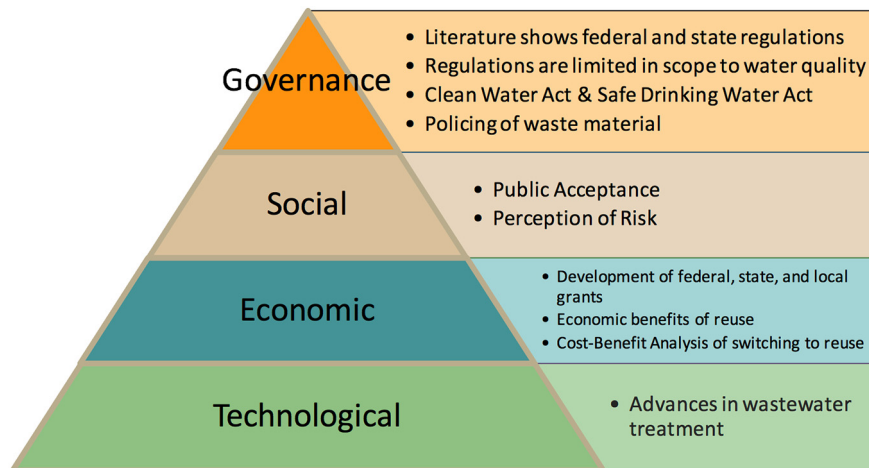 Governance
• Literature shows federal and state regulations
• Regulations are limited in scope to water quality
• Clean Water Act & Safe Drinking Water Act
• Policing of waste material
Social
• Public Acceptance
• Perception of Risk
Economic
• Development of federal, state, and local
grants
• Economic benefits of reuse
• Cost-Benefit Analysis of switching to reuse
Technological
• Advances in wastewater
treatment